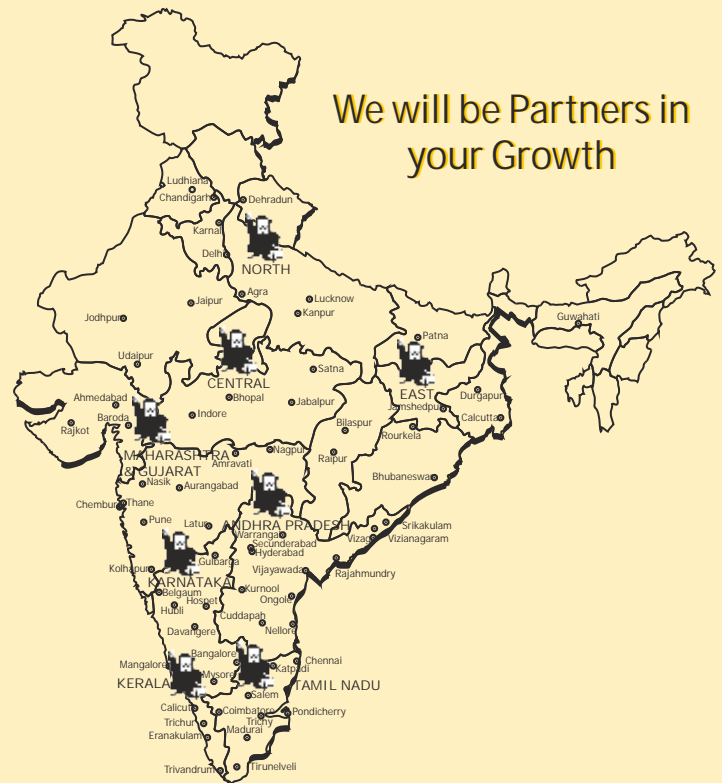 We will be Partners in
your Growth
Ludhiana
Chandigarh
Dehradun
Karnal
Delhi
NORTH
Agra
Jaipur
Lucknow
Kanpur
Jodhpur
Guwahati
Patna
Udaipur
Satna
CENTRAL
EAST
Bhopal
Durgapur
Ahmedabad
Jabalpur
Jamshedpur
Indore
Calcutta
Baroda
Bilaspur
Rajkot
Rourkela
Nagpur
MAHARASHTRA
& GUJARAT
Amravati
Raipur
Nasik
Aurangabad
Bhubaneswar
Chembur
Thane
Pune
Latur
ANDHRA PRADESH
Srikakulam
Vizag
Vizianagaram
Warrangal
Secunderabad
Hyderabad
Gulbarga
Kolhapur
Vijayawada
Rajahmundry
KARNATAKA
Belgaum
Kurnool
Hospet
Ongole
Hubli
Cuddapah
Davangere
Nellore
Bangalore
Mangalore
Katpadi
Chennai
KERALA
Mysore
TAMIL NADU
Salem
Calicut
Coimbatore
Pondicherry
Trichur
Trichy
Eranakulam
Madurai
Trivandrum
Tirunelveli